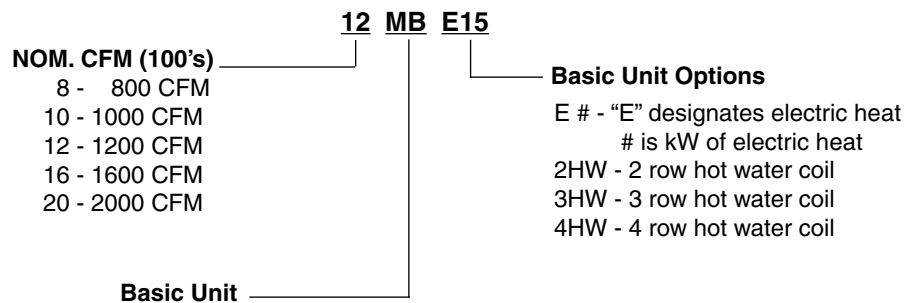 12 MB E15
NOM. CFM (100’s)
8 - 800 CFM
10 - 1000 CFM
12 - 1200 CFM
16 - 1600 CFM
20 - 2000 CFM
Basic Unit Options
E # - “E” designates electric heat
# is kW of electric heat
2HW - 2 row hot water coil
3HW - 3 row hot water coil
4HW - 4 row hot water coil
Basic Unit